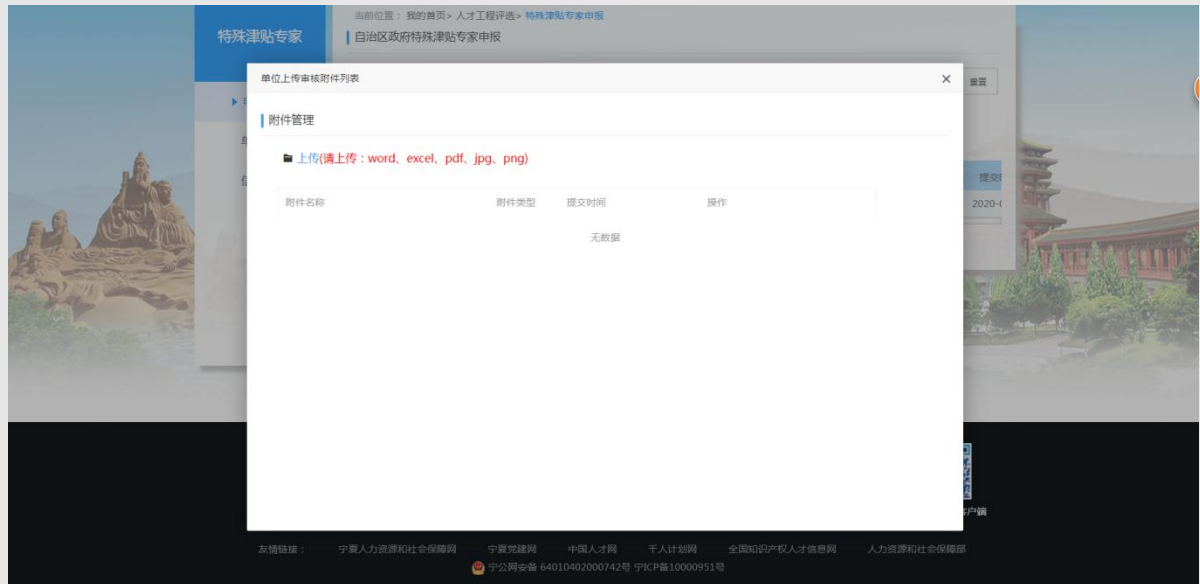 当前位置： 我的首页> 人才工程评选> 特殊津贴专家申报
特殊津贴专家
自治区政府特殊津贴专家申报
单位上传审核附件列表
×
重置
附件管理
上传(请上传：word、excel、pdf、jpg、png)
附件名称 附件类型 提交时间 操作
提交
2020-
无数据
户端
友情链接： 宁夏人力资源和社会保障网 宁夏党建网 中国人才网 千人计划网 全国知识产权人才信息网 人力资源和社会保障部
宁公网安备 64010402000742号 宁ICP备10000951号